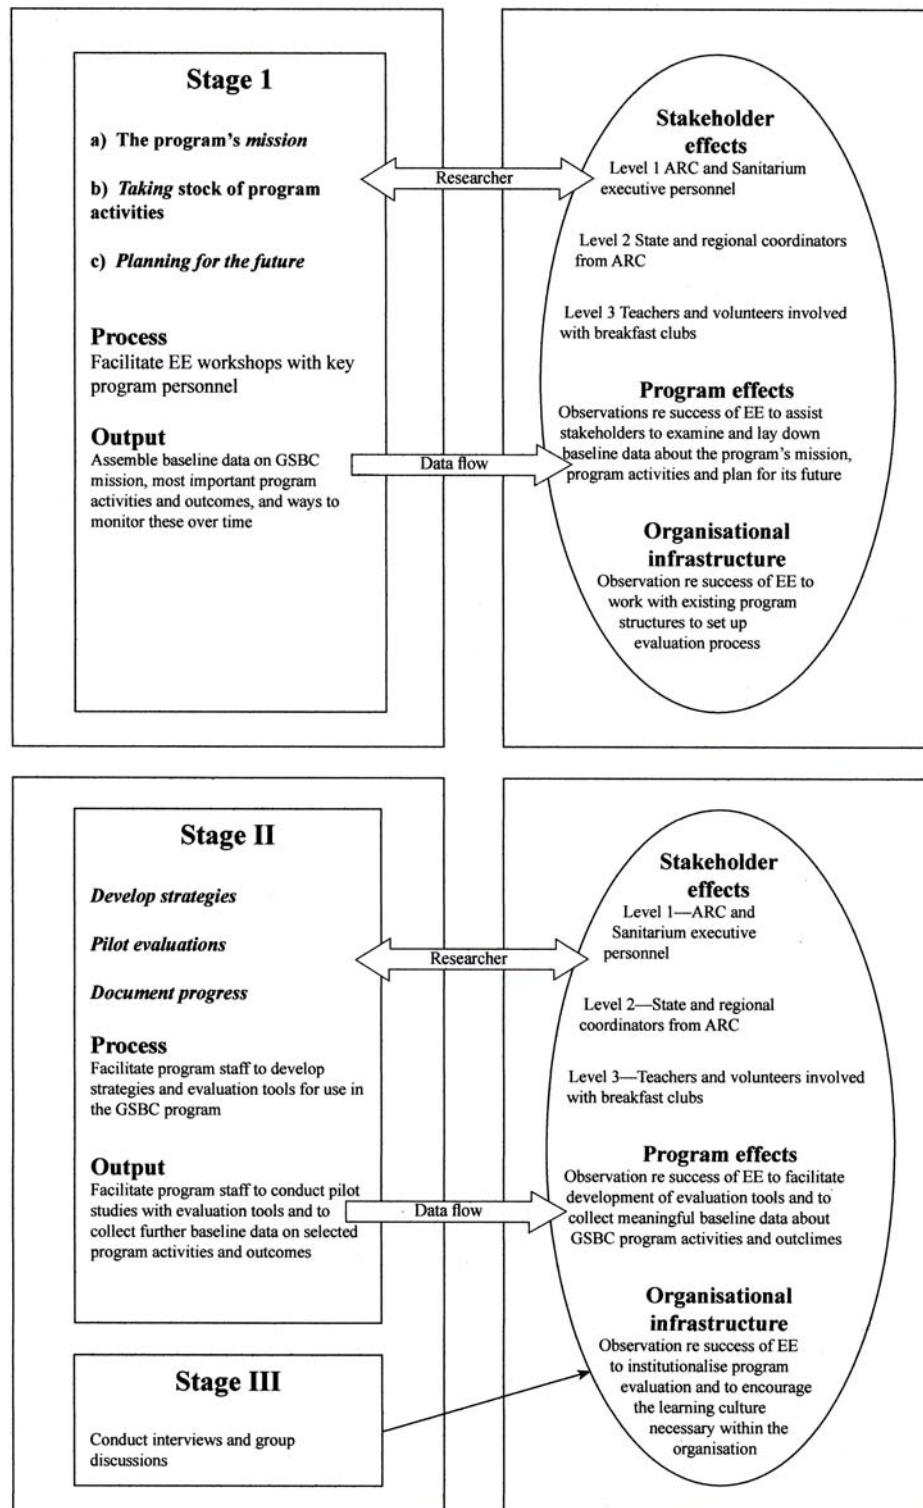 Stage 1
a) The program's mission
b) Taking stock of program
activities
c) Planning for the future
Process
Facilitate EE workshops with key
program personnel
Output
Assemble baseline data on GSBC
mission, most important program
activities and outcomes, and ways to
monitor these over time
Researcher
Data flow
Stakeholder
effects
Level 1 ARC and Sanitarium
executive personnel
Level 2 State and regional coordinators
from ARC
Level 3 Teachers and volunteers involved
with breakfast clubs
Program effects
Observations re success of EE to assist
stakeholders to examine and lay down
baseline data about the program's mission,
program activities and plan for its future
Organisational
infrastructure
Observation re success of EE to
work with existing program
structures to set up
evaluation process
Stage II
Develop strategies
Pilot evaluations
Document progress
Process
Facilitate program staff to develop
strategies and evaluation tools for use in
the GSBC program
Output
Facilitate program staff to conduct pilot
studies with evaluation tools and to
collect further baseline data on selected
program activities and outcomes
Researcher
Data flow
Stakeholder
effects
Level 1—ARC and
Sanitarium executive
personnel
Level 2—State and regional
coordinators from ARC
Level 3—Teachers and volunteers involved
with breakfast clubs
Program effects
Observation re success of EE to facilitate
development of evaluation tools and to
collect meaningful baseline data about
GSBC program activities and outclimes
Organisational
infrastructure
Observation re success of EE
to institutionalise program
evaluation and to encourage
the learning culture
necessary within the
organisation
Stage III
Conduct interviews and group
discussions